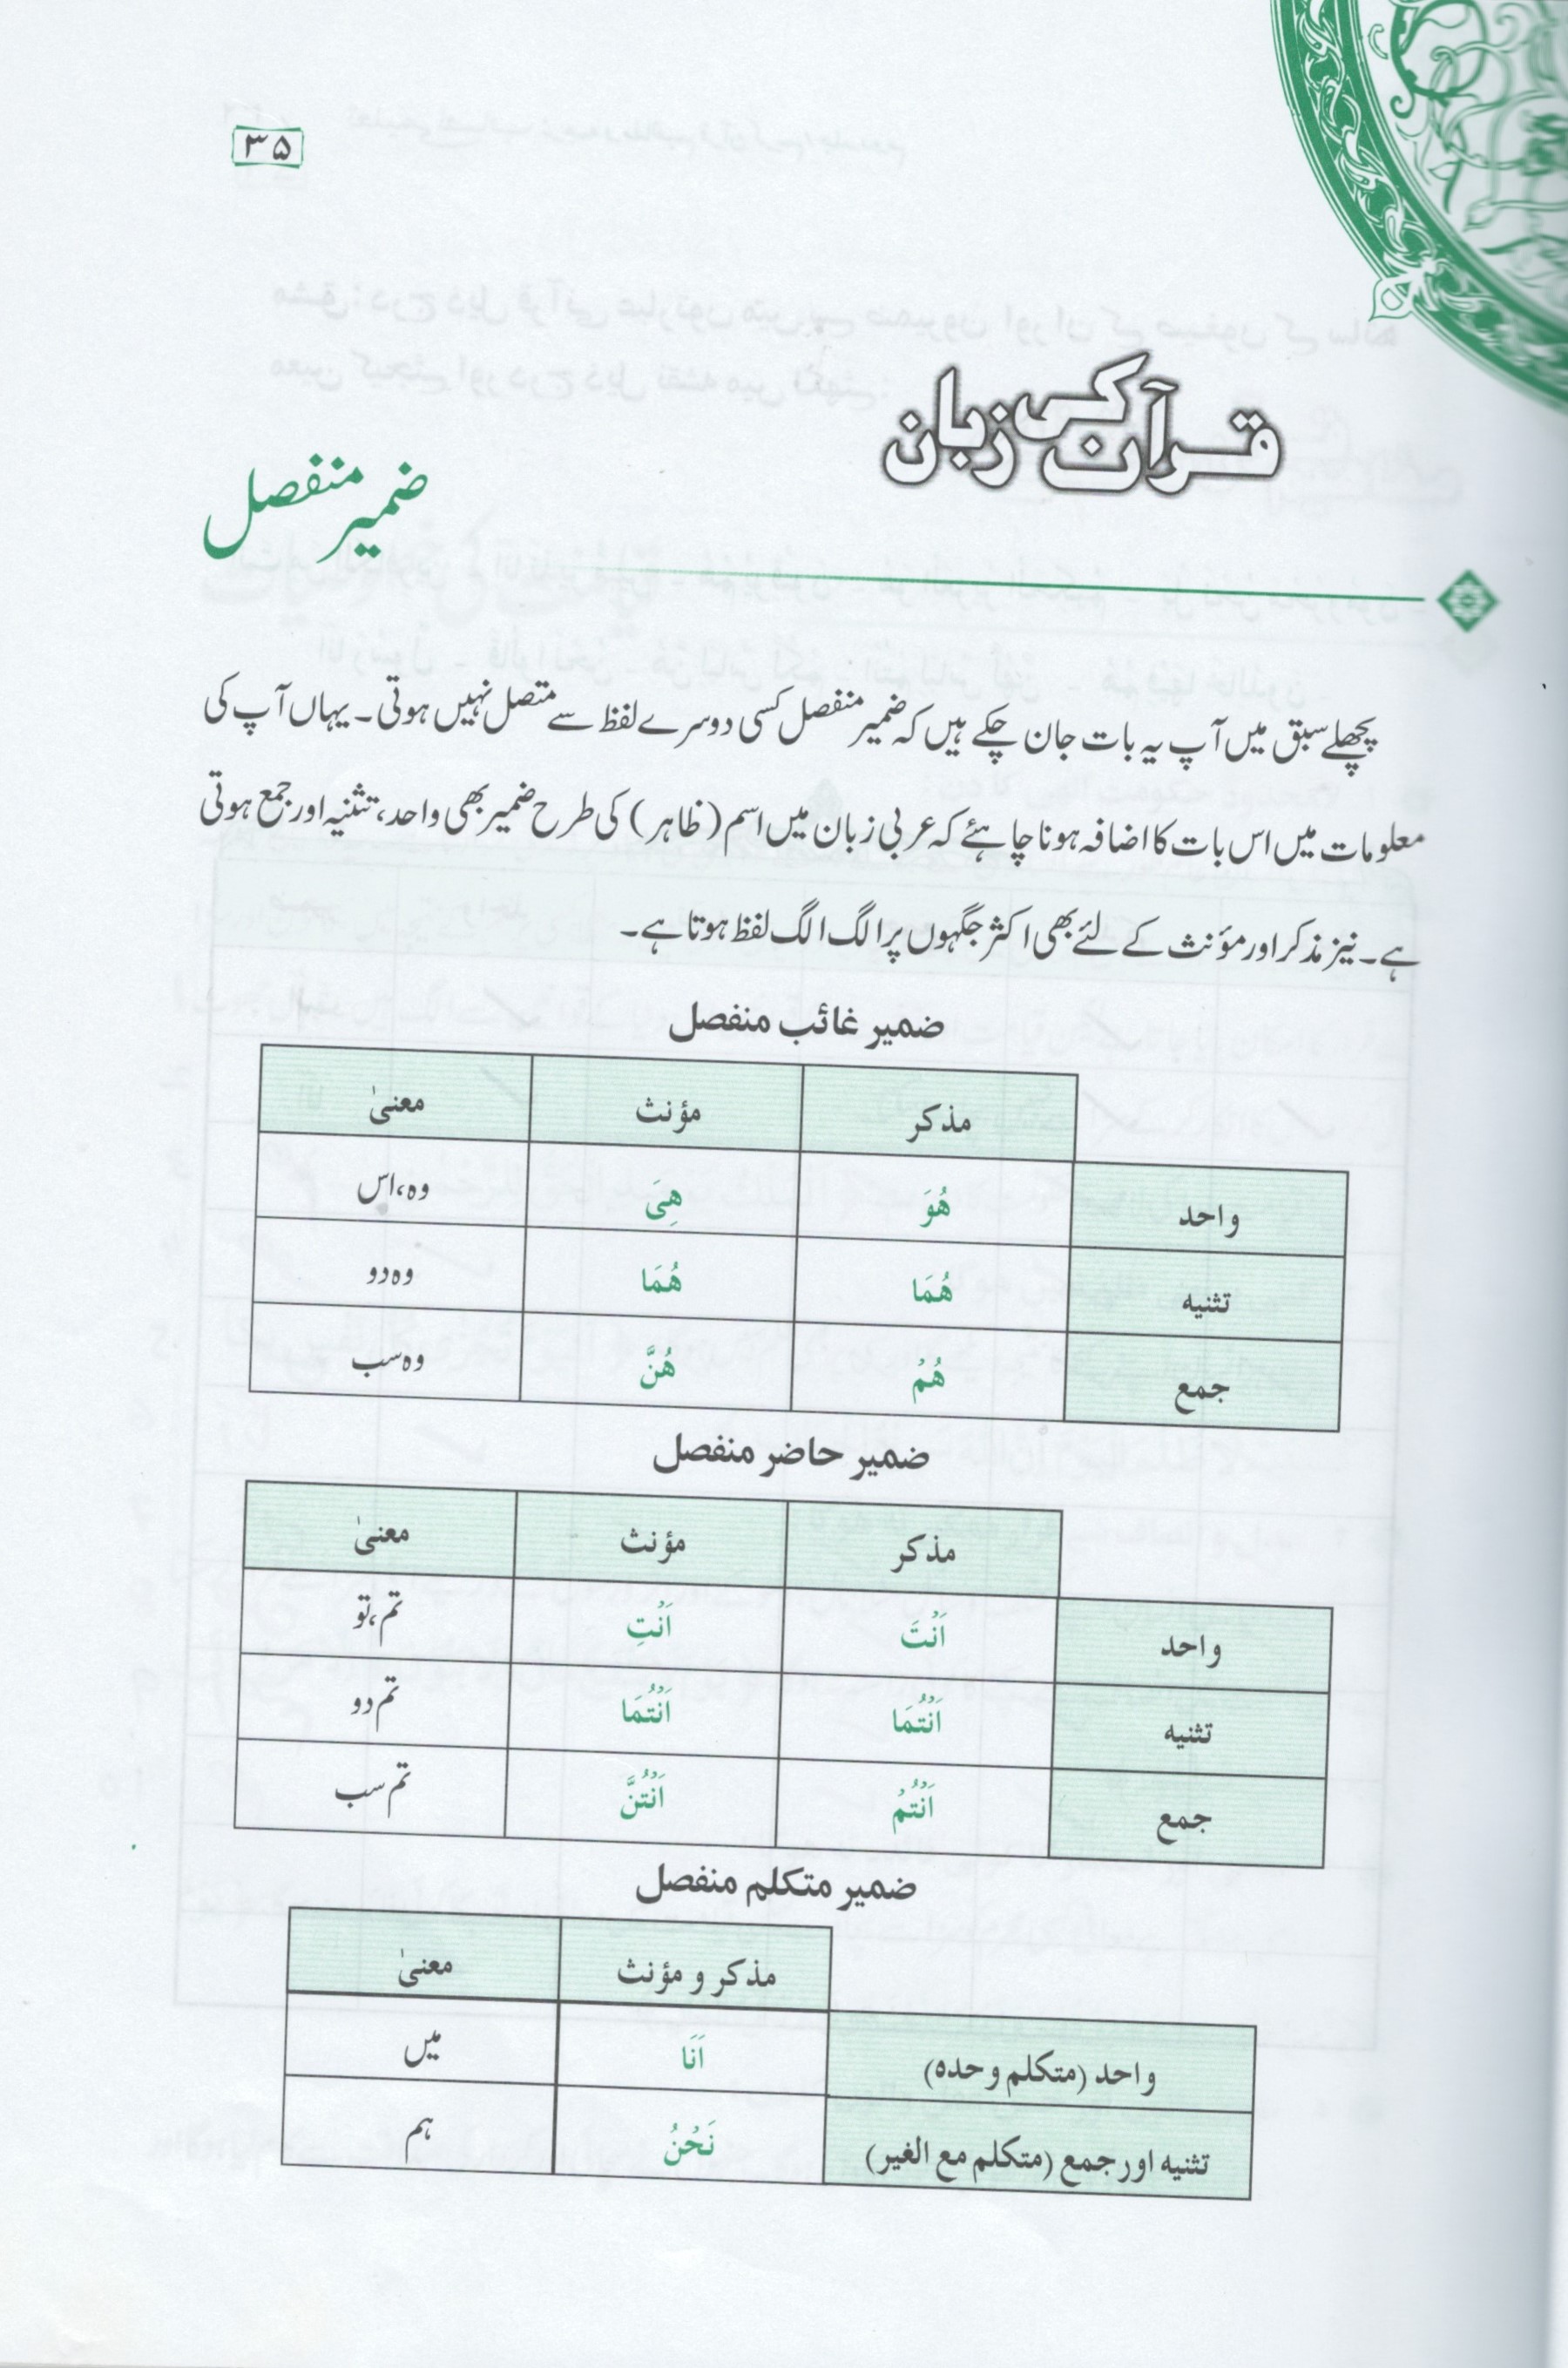 ۳۵
قرآن کی زبان
ضمیر منفصل
پچھلے سبق میں آپ یہ بات جان چکے ہیں کہ ضمیر منفصل کسی دوسرے لفظ سے متصل نہیں ہوتی۔ یہاں آپ کی
معلومات میں اس بات کا اضافہ ہونا چاہئے کہ عربی زبان میں اسم (ظاہر) کی طرح ضمیر بھی واحد، تثنیہ اور جمع ہوتی
ہے۔ نیز مذکر اور مؤنث کے لئے بھی اکثر جگہوں پر الگ الگ لفظ ہوتا ہے۔
ضمیر غائب منفصل
مذکر مؤنث معنیٰ
واحد هُوَ هِیَ وہ، اس
تثنیه هُمَا هُمَا وہ دو
جمع هُمْ هُنَّ وہ سب
ضمیر حاضر منفصل
مذکر مؤنث معنیٰ
واحد اَنْتَ اَنْتِ تم، تو
تثنیه اَنْتُمَا اَنْتُمَا تم دو
جمع اَنْتُمْ اَنْتُنَّ تم سب
ضمیر متکلم منفصل
مذکر و مؤنث معنیٰ
واحد (متکلم وحدہ) اَنَا میں
تثنیه اور جمع (متکلم مع الغیر) نَحْنُ ہم